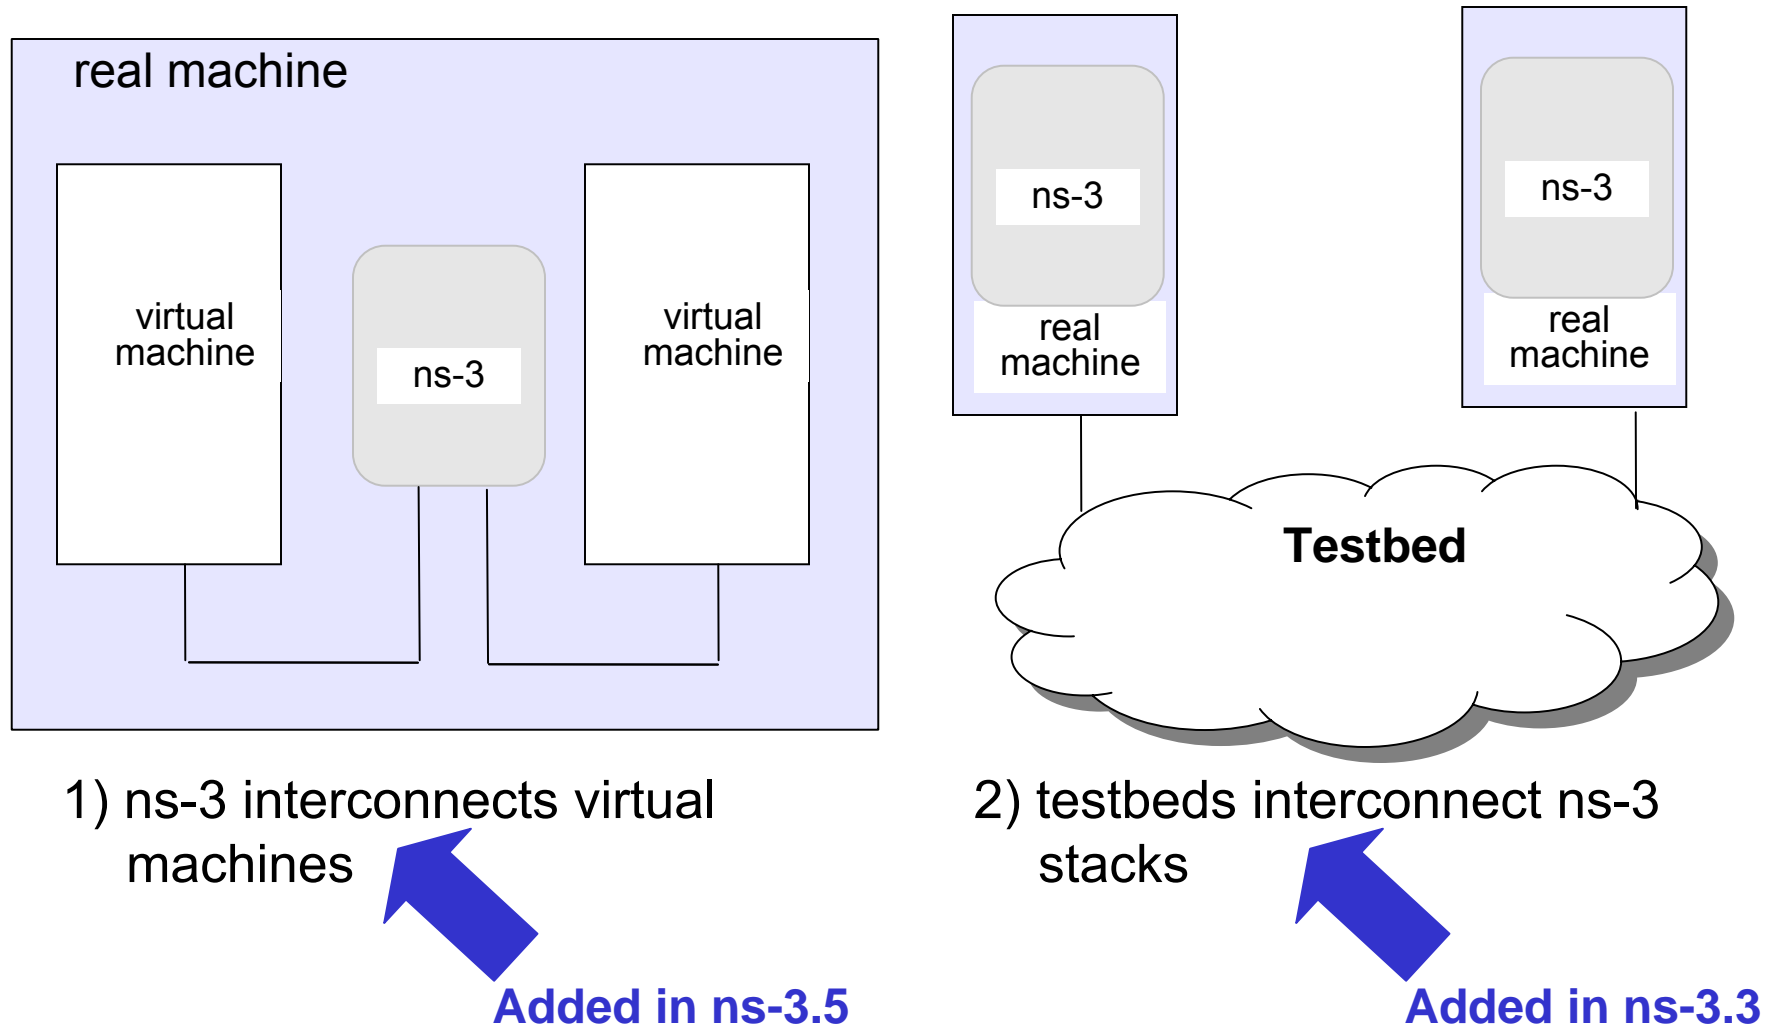 real machine
virtual
machine
ns-3
virtual
machine
1) ns-3 interconnects virtual
machines
Added in ns-3.5
ns-3
real
machine
ns-3
real
machine
Testbed
2) testbeds interconnect ns-3
stacks
Added in ns-3.3